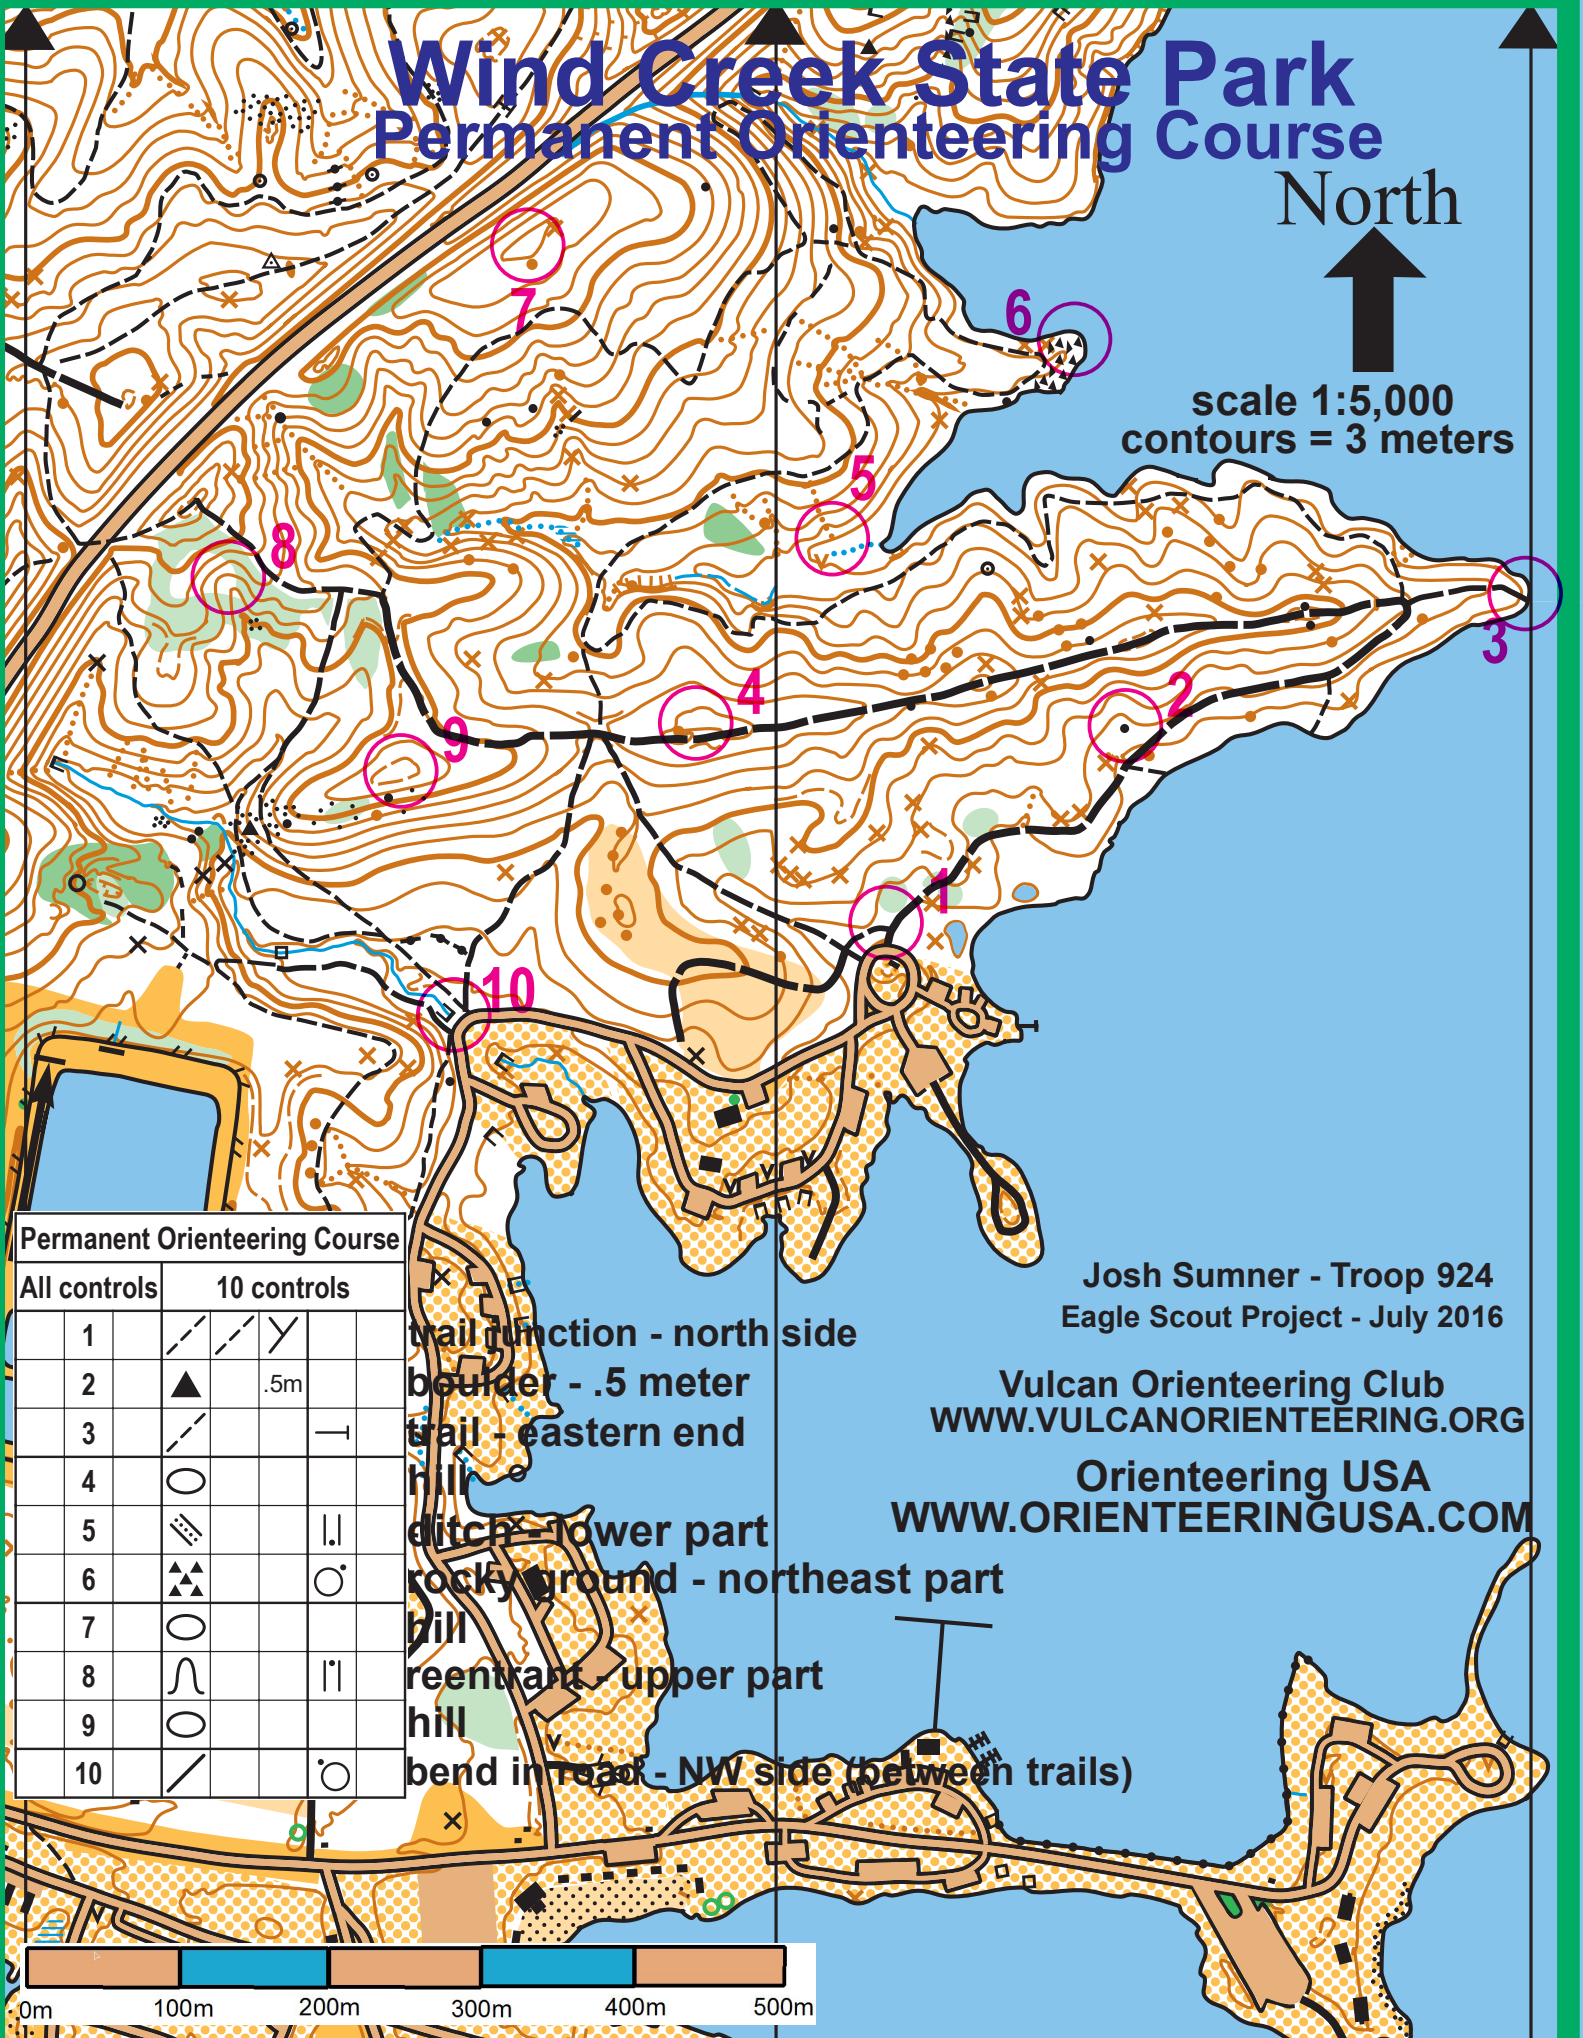 Wind Creek State Park
Permanent Orienteering Course
North
scale 1:5,000
contours = 3 meters
7
6
5
8
3
4
2
9
1
10
Permanent Orienteering Course
All controls 10 controls
1 trail junction - north side
2 .5m boulder - .5 meter
3 trail - eastern end
4 hill
5 ditch - lower part
6 rocky ground - northeast part
7 hill
8 reentrant - upper part
9 hill
10 bend in road - NW side (between trails)
Josh Sumner - Troop 924
Eagle Scout Project - July 2016
Vulcan Orienteering Club
WWW.VULCANORIENTEERING.ORG
Orienteering USA
WWW.ORIENTEERINGUSA.COM
0m 100m 200m 300m 400m 500m